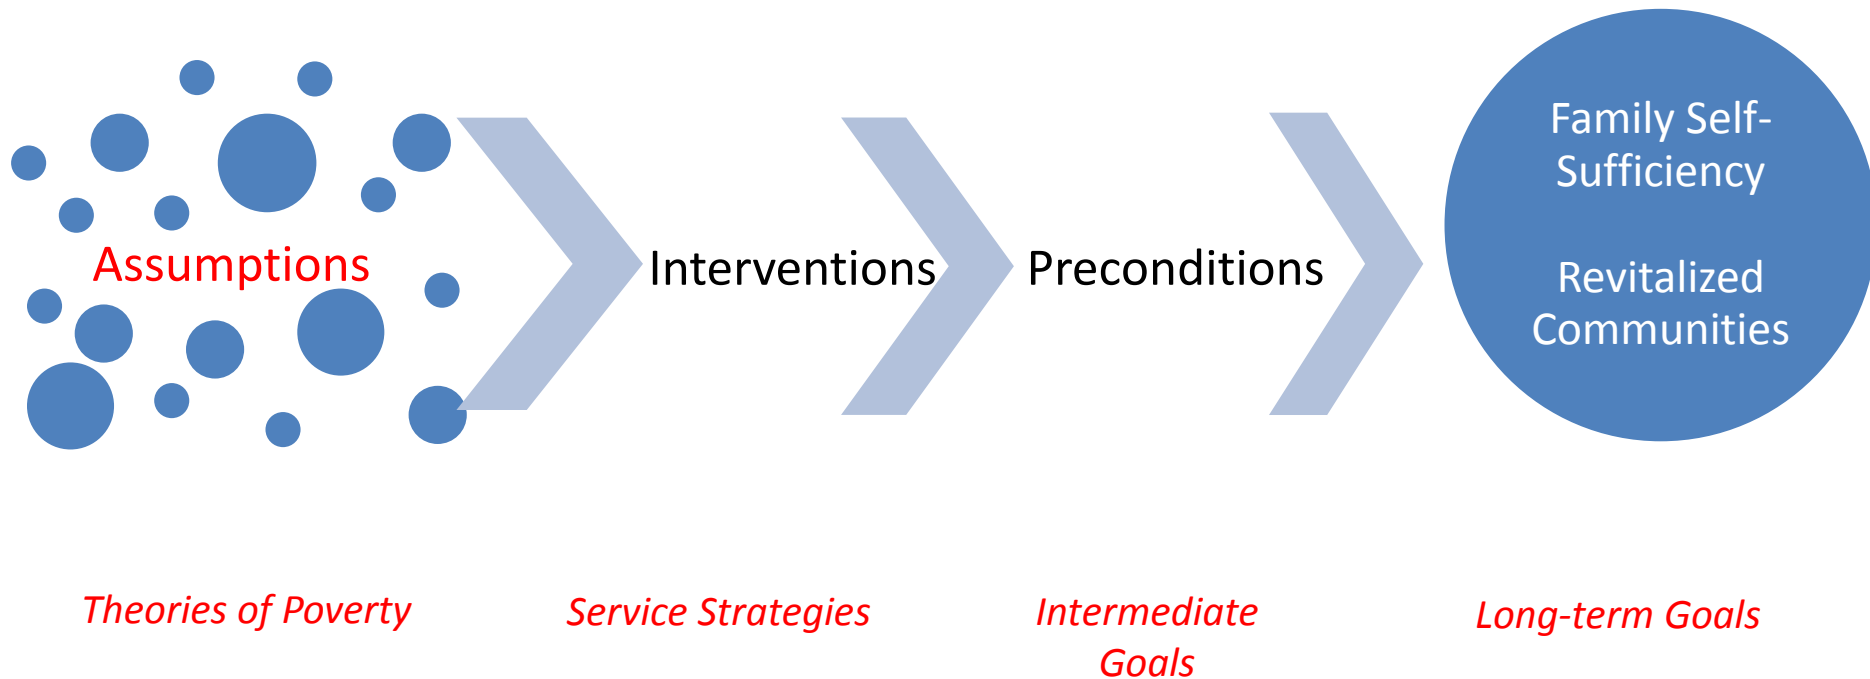 Family Self-
Sufficiency
Assumptions
Interventions
Preconditions
Revitalized
Communities
Theories of Poverty
Service Strategies
Intermediate
Goals
Long-term Goals